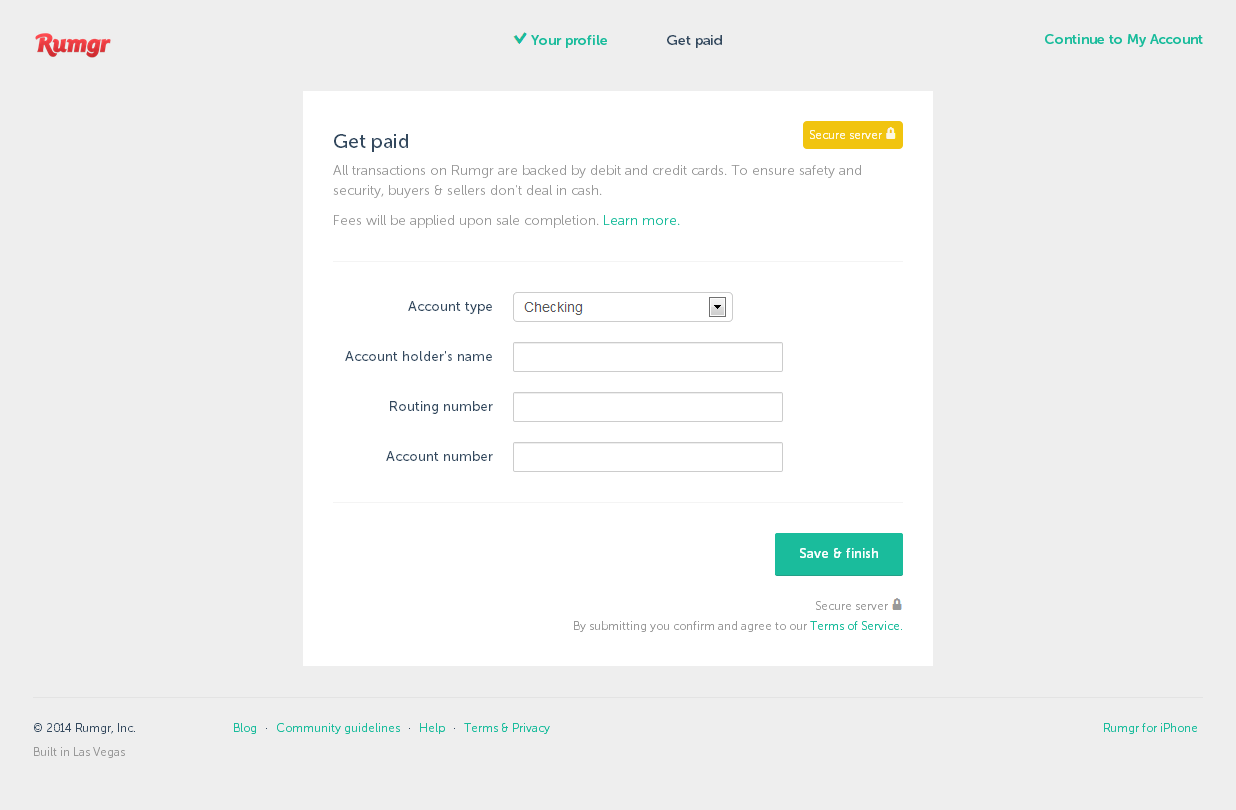 Rumgr
Your profile
Get paid
Continue to My Account
Get paid
Secure server
All transactions on Rumgr are backed by debit and credit cards. To ensure safety and
security, buyers & sellers don't deal in cash.
Fees will be applied upon sale completion. Learn more.
Account type
Checking
Account holder's name
Routing number
Account number
Save & finish
Secure server
By submitting you confirm and agree to our Terms of Service.
© 2014 Rumgr, Inc.
Blog · Community guidelines · Help · Terms & Privacy
Rumgr for iPhone
Built in Las Vegas